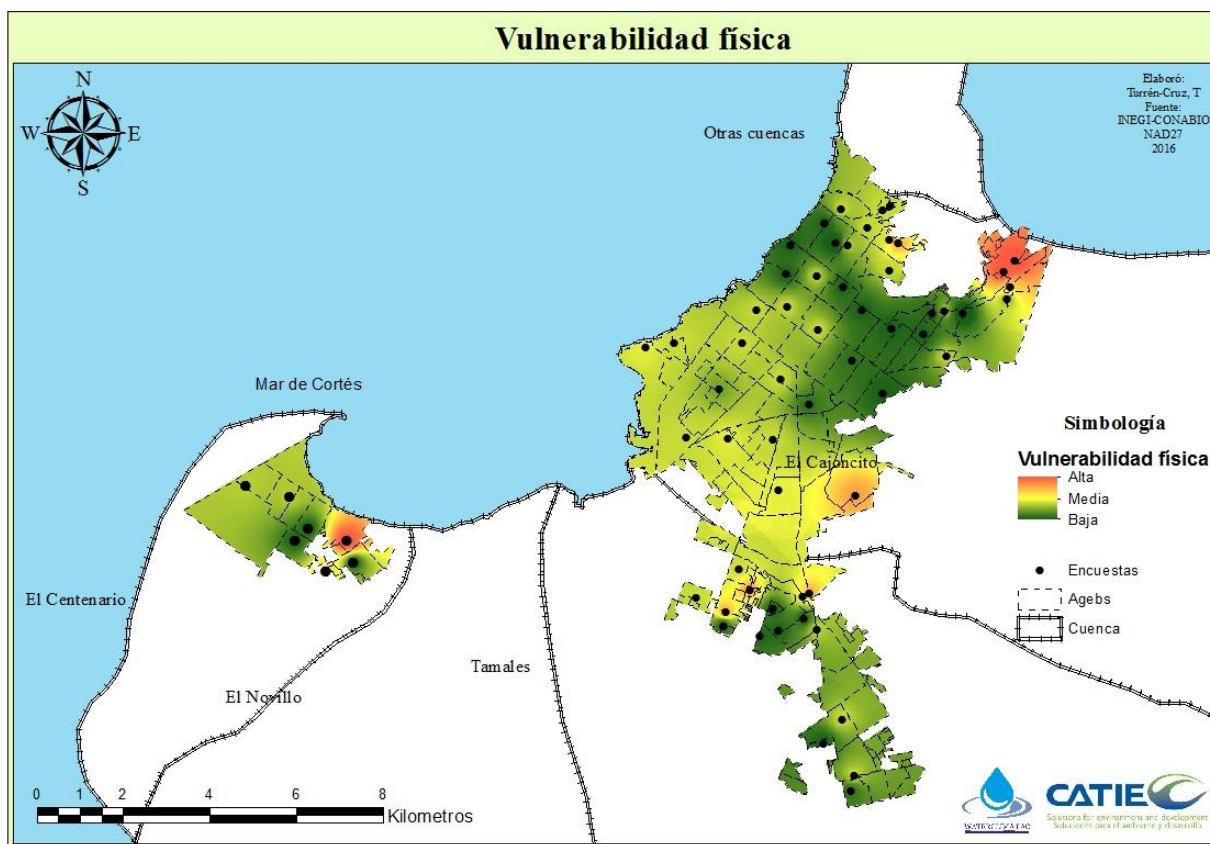 Vulnerabilidad física
N
W
E
S
Elaboró:
Turrén-Cruz, T
Fuente:
INEGI-CONABIO
NAD27
2016
Otras cuencas
Mar de Cortés
El Cajoncito
El Centenario
El Novillo
Tamales
Simbología
Vulnerabilidad física
Alta
Media
Baja
Encuestas
Agebs
Cuenca
0 1 2 4 6 8
Kilometros
CATIE
Solutions for environment and development
Soluciones para el ambiente y desarrollo